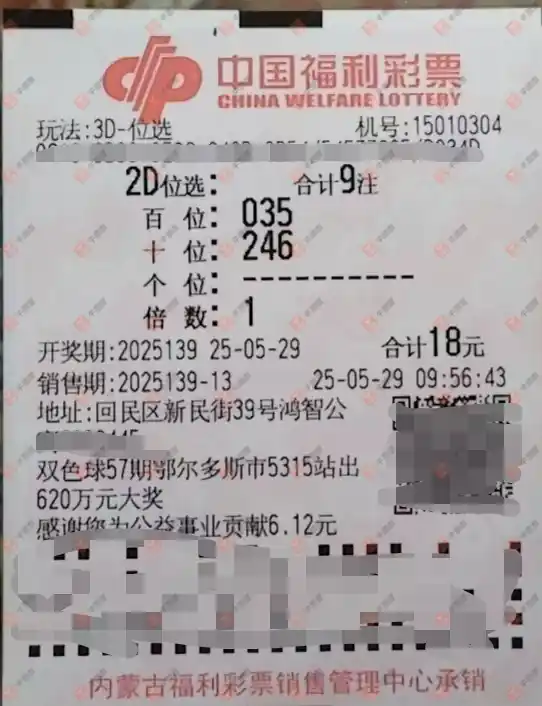 中国福利彩票
CHINA WELFARE LOTTERY
玩法:3D-位选 机号:15010304
2D位选: 合计9注
百 位: 035
十 位: 246
个 位: ----------
倍 数: 1
开奖期:2025139 25-05-29 合计18元
销售期:2025139-13 25-05-29 09:56:43
地址:回民区新民街39号鸿智公
双色球57期鄂尔多斯市5315站出
620万元大奖
感谢您为公益事业贡献6.12元
内蒙古福利彩票销售管理中心承销